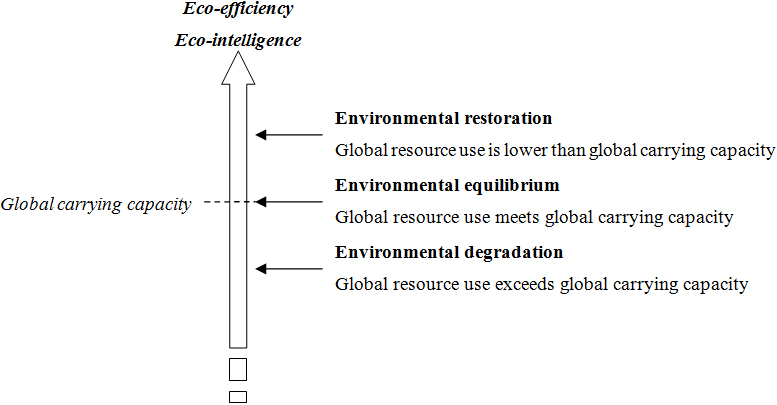 Eco-efficiency
Eco-intelligence
Environmental restoration
Global resource use is lower than global carrying capacity
Global carrying capacity
Environmental equilibrium
Global resource use meets global carrying capacity
Environmental degradation
Global resource use exceeds global carrying capacity